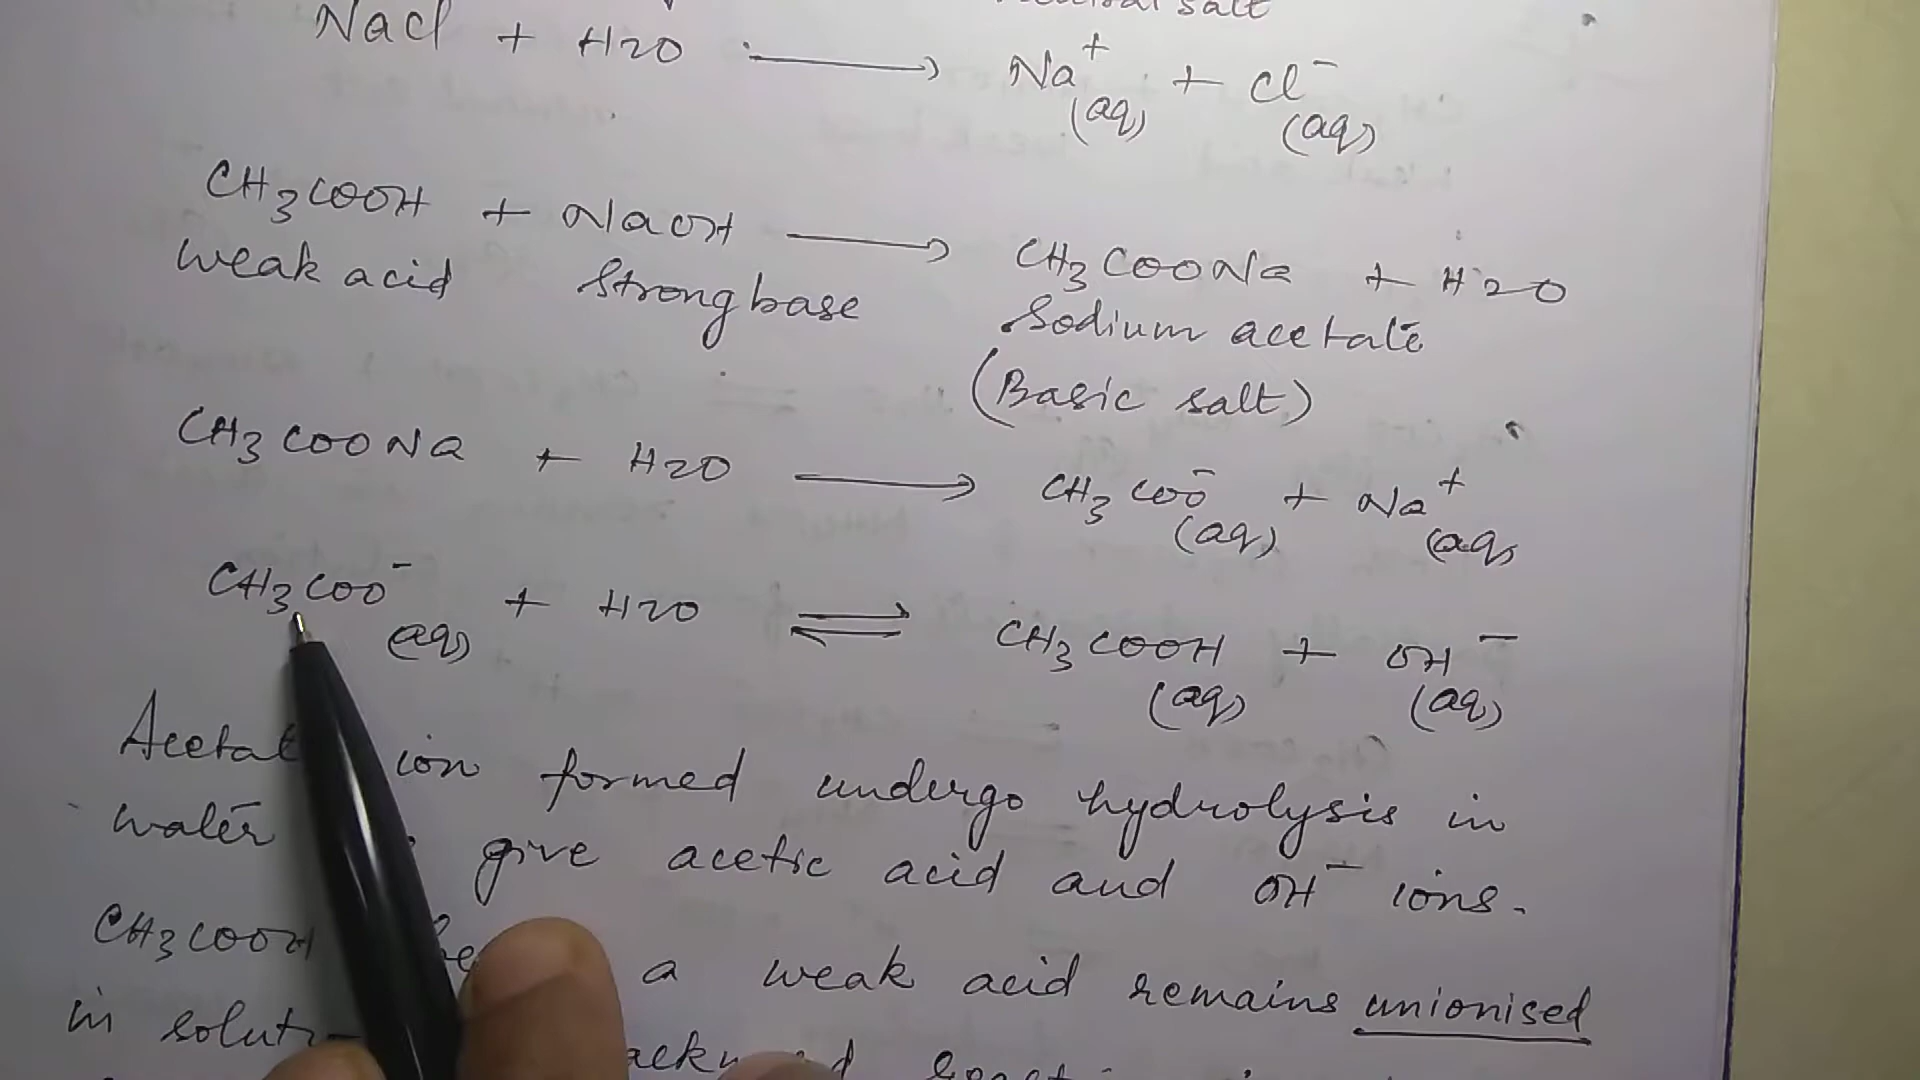 salt
NaCl + H2O ⟶ Na+(aq) + Cl-(aq)
CH3COOH + NaOH ⟶ CH3COONa + H2O
weak acid strong base Sodium acetate
(Basic salt)
CH3COONa + H2O ⟶ CH3COO-(aq) + Na+(aq)
CH3COO-(aq) + H2O ⇌ CH3COOH(aq) + OH-(aq)
Acetat ion formed undergo hydrolysis in
water give acetic acid and OH- ions.
CH3COOH a weak acid remains unionised
in